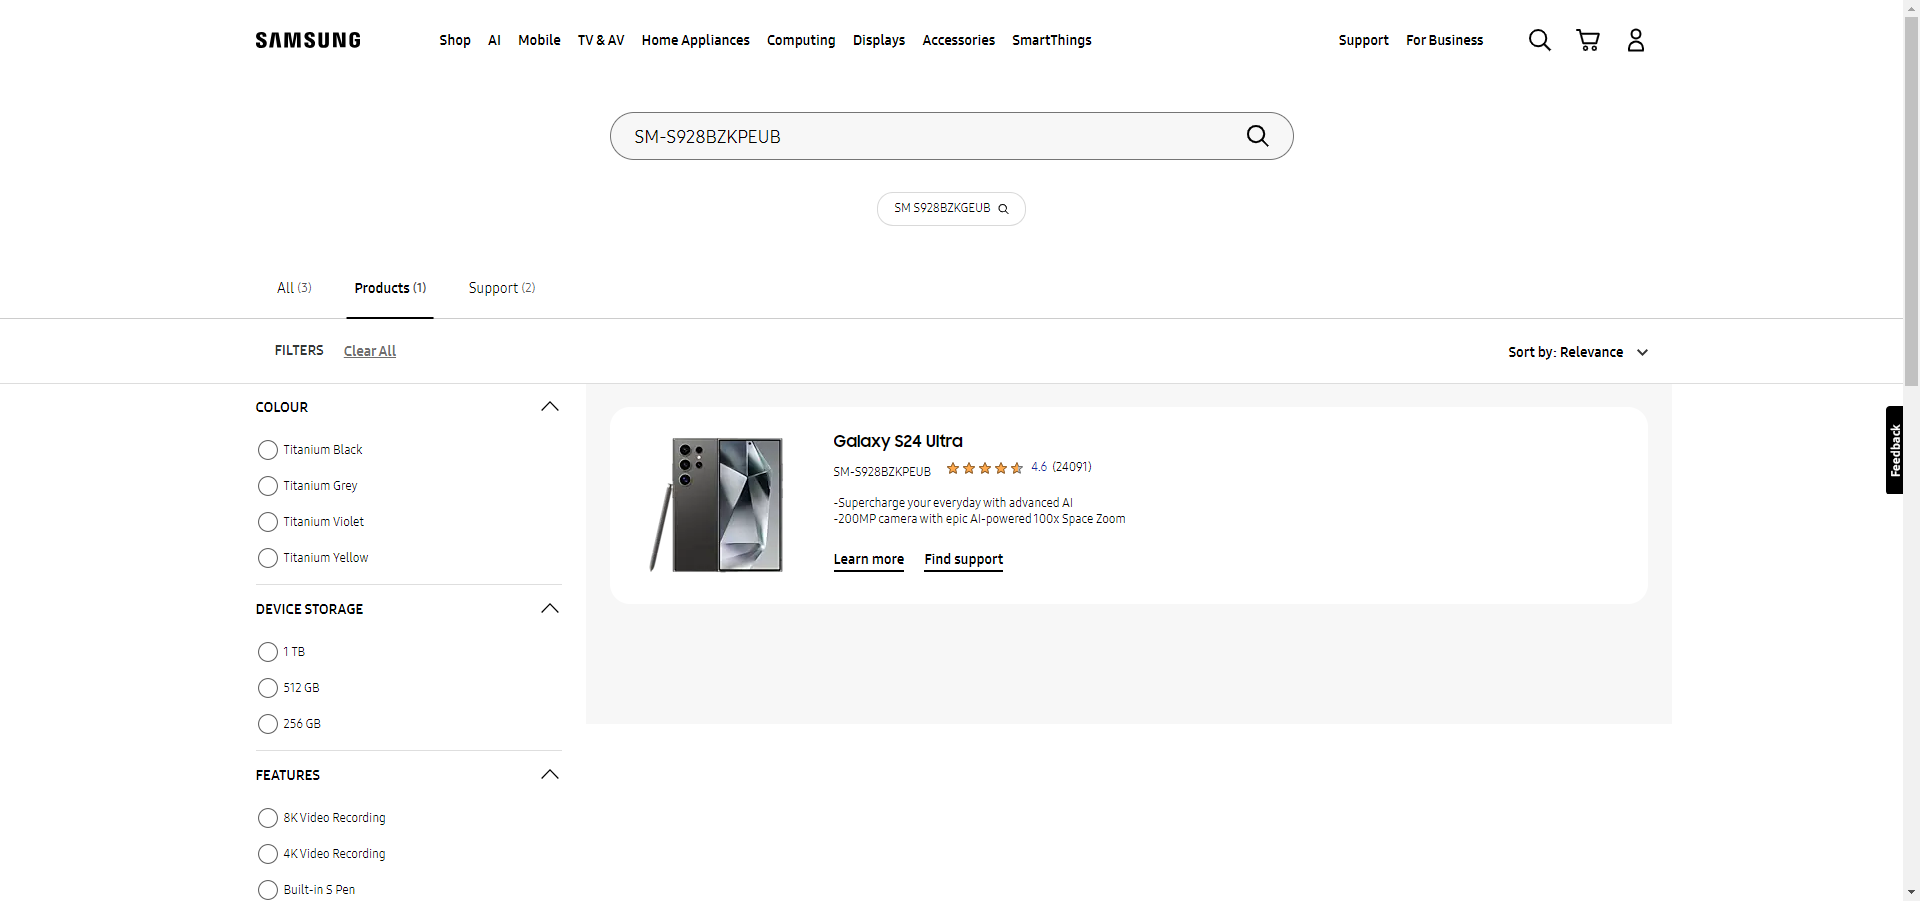 SAMSUNG Shop AI Mobile TV & AV Home Appliances Computing Displays Accessories SmartThings Support For Business
SM-S928BZKPEUB
SM S928BZKGEUB
All (3) Products (1) Support (2)
FILTERS Clear All Sort by: Relevance
COLOUR
Titanium Black
Titanium Grey
Titanium Violet
Titanium Yellow
DEVICE STORAGE
1 TB
512 GB
256 GB
FEATURES
8K Video Recording
4K Video Recording
Built-in S Pen
Galaxy S24 Ultra
SM-S928BZKPEUB 4.6 (24091)
-Supercharge your everyday with advanced AI
-200MP camera with epic AI-powered 100x Space Zoom
Learn more Find support
Feedback